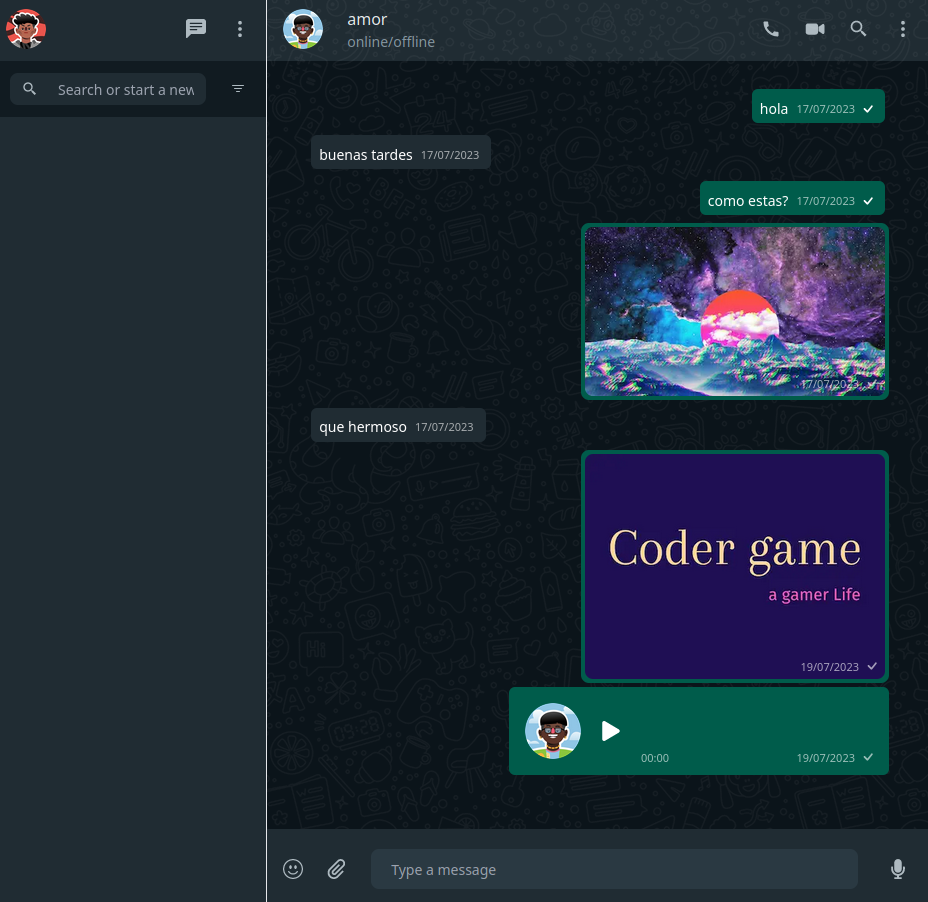 amor
online/offline
Search or start a new
hola 17/07/2023
buenas tardes 17/07/2023
como estas? 17/07/2023
17/07/2023
que hermoso 17/07/2023
Coder game
a gamer Life
19/07/2023
00:00 19/07/2023
Type a message